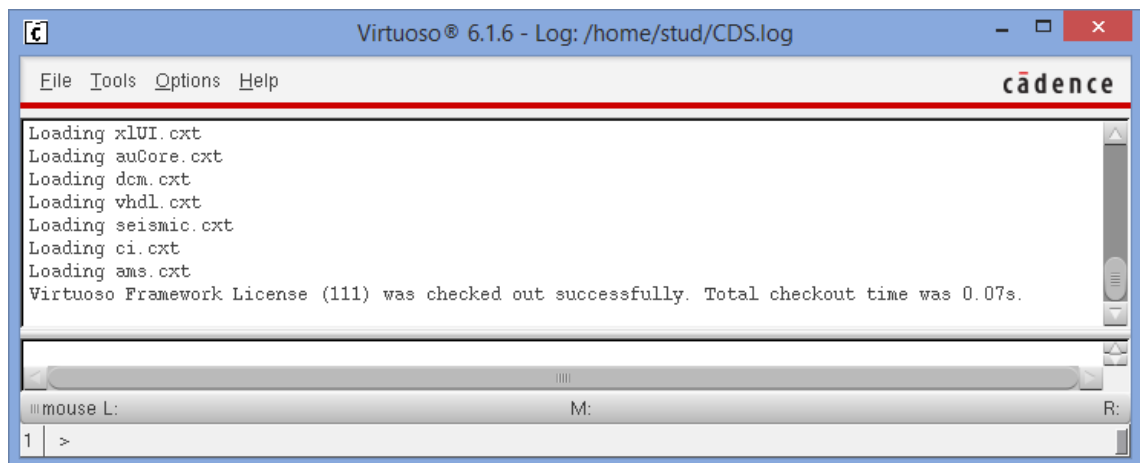 Virtuoso® 6.1.6 - Log: /home/stud/CDS.log
File Tools Options Help cādence
Loading xlUI.cxt
Loading auCore.cxt
Loading dcm.cxt
Loading vhdl.cxt
Loading seismic.cxt
Loading ci.cxt
Loading ams.cxt
Virtuoso Framework License (111) was checked out successfully. Total checkout time was 0.07s.
mouse L: M: R:
1 >